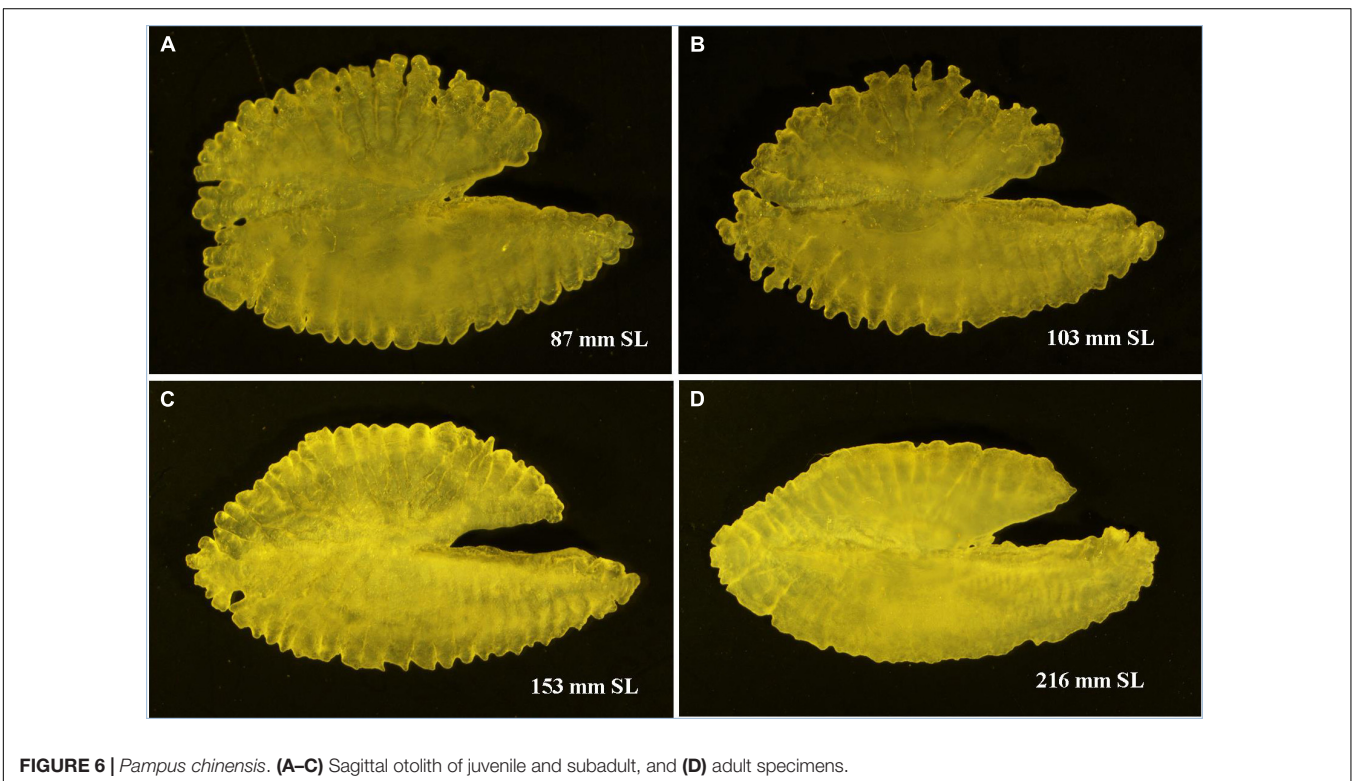 A
B
87 mm SL
103 mm SL
C
D
153 mm SL
216 mm SL
FIGURE 6 | Pampus chinensis. (A–C) Sagittal otolith of juvenile and subadult, and (D) adult specimens.